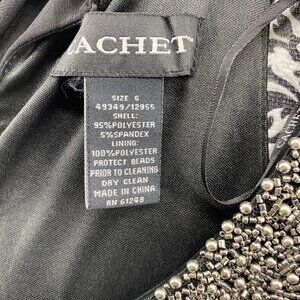 CACHET
SIZE 6
49349/12955
SHELL:
95%POLYESTER
5%SPANDEX
LINING:
100%POLYESTER
PROTECT BEADS
PRIOR TO CLEANING
DRY CLEAN
MADE IN CHINA
RN 61248